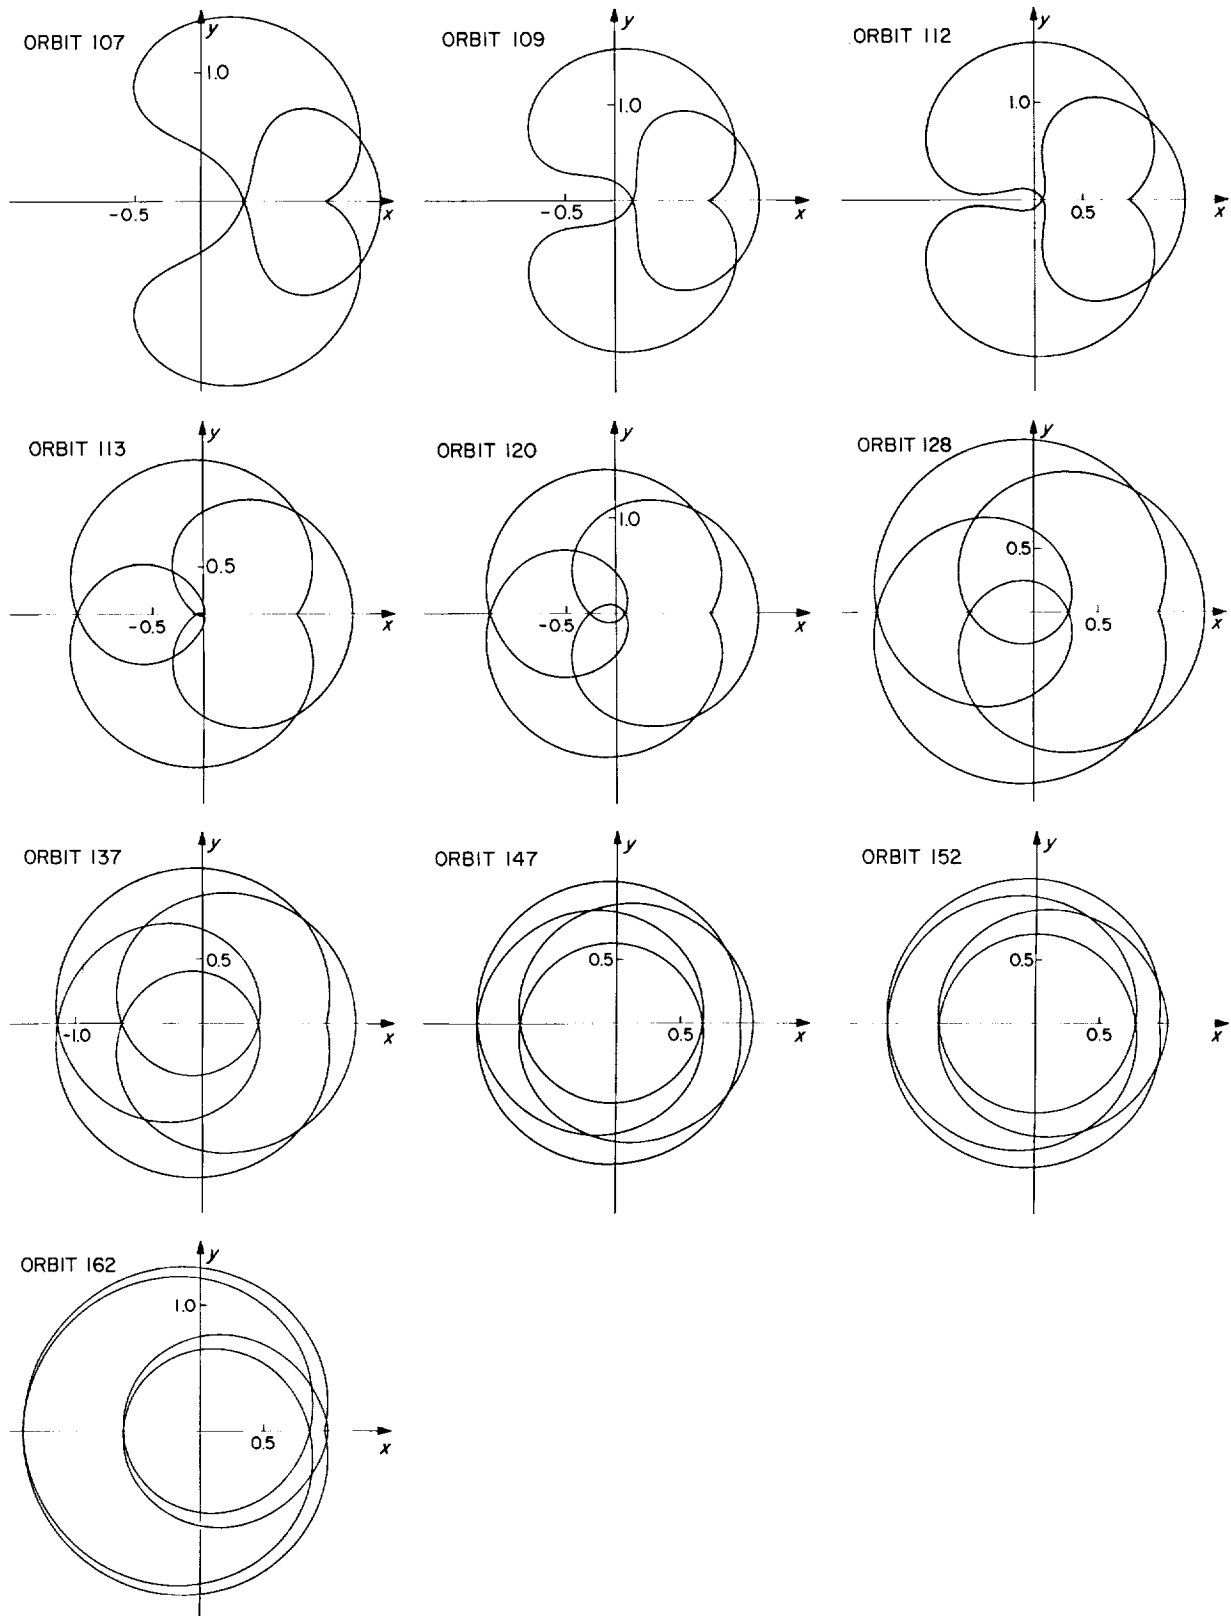 ORBIT 107
y
1.0
-0.5
x
ORBIT 109
y
1.0
-0.5
x
ORBIT 112
y
1.0
0.5
x
ORBIT 113
y
0.5
-0.5
x
ORBIT 120
y
1.0
-0.5
x
ORBIT 128
y
0.5
0.5
x
ORBIT 137
y
0.5
-1.0
x
ORBIT 147
y
0.5
0.5
x
ORBIT 152
y
0.5
0.5
x
ORBIT 162
y
1.0
0.5
x